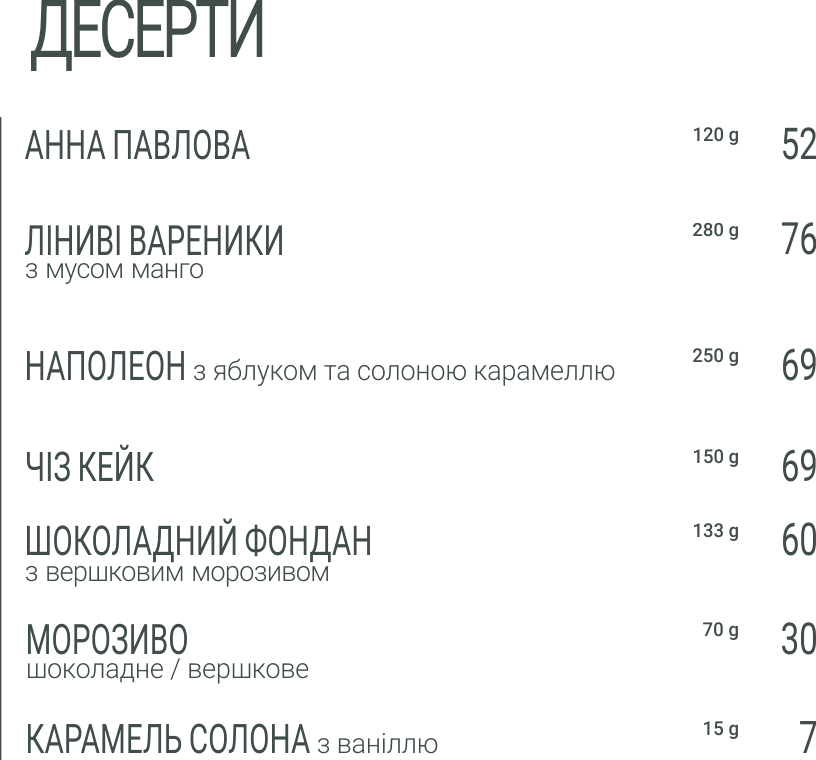 ДЕСЕРТИ
АННА ПАВЛОВА 120 g 52
ЛІНИВІ ВАРЕНИКИ 280 g 76
з мусом манго
НАПОЛЕОН з яблуком та солоною карамеллю 250 g 69
ЧІЗ КЕЙК 150 g 69
ШОКОЛАДНИЙ ФОНДАН 133 g 60
з вершковим морозивом
МОРОЗИВО 70 g 30
шоколадне / вершкове
КАРАМЕЛЬ СОЛОНА з ваніллю 15 g 7